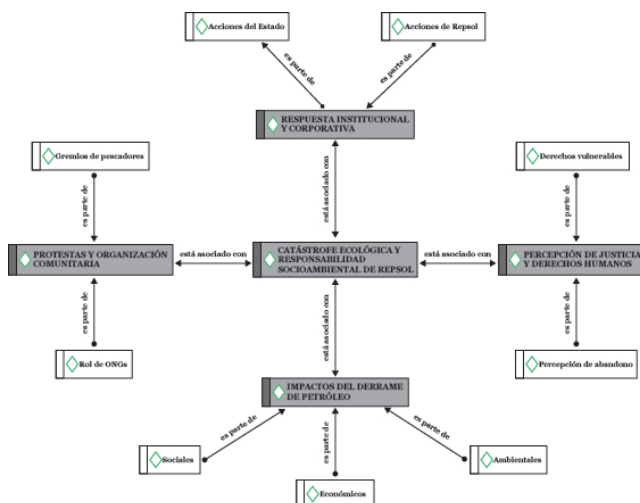 Acciones del Estado
Acciones de Repsol
es parte de
es parte de
RESPUESTA INSTITUCIONAL
Y CORPORATIVA
Gremios de pescadores
Derechos vulnerables
es parte de
está asociado con
es parte de
PROTESTAS Y ORGANIZACIÓN
COMUNITARIA
está asociado con
CATÁSTROFE ECOLÓGICA Y
RESPONSABILIDAD
SOCIOAMBIENTAL DE REPSOL
está asociado con
PERCEPCIÓN DE JUSTICIA
Y DERECHOS HUMANOS
es parte de
está asociado con
es parte de
Rol de ONGs
Percepción de abandono
IMPACTOS DEL DERRAME
DE PETRÓLEO
es parte de
es parte de
es parte de
Sociales
Ambientales
Económicos